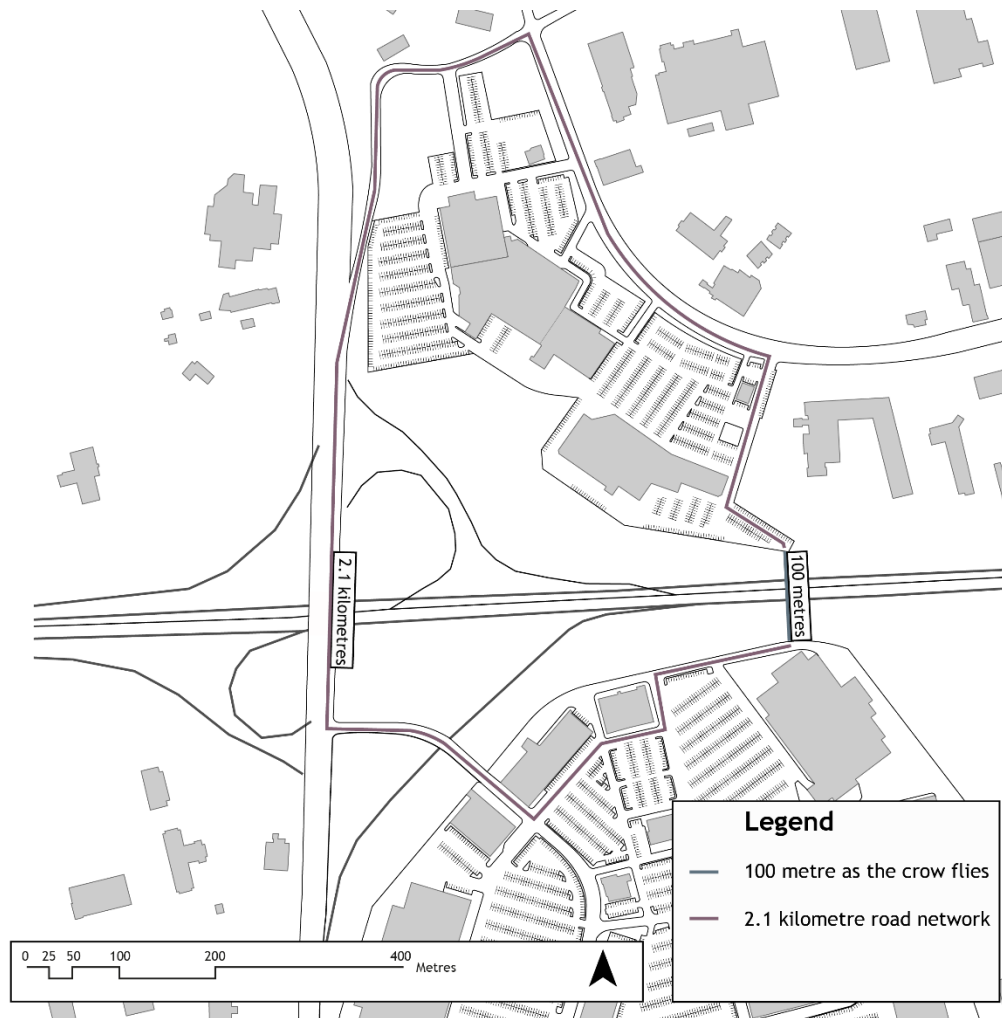 2.1 kilometres
100 metres
Legend
100 metre as the crow flies
2.1 kilometre road network
0 25 50 100 200 400 Metres